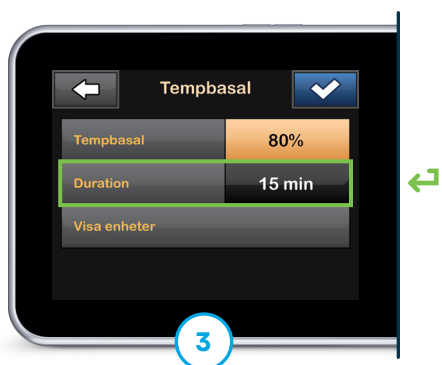 Tempbasal
Tempbasal 80%
Duration 15 min
Visa enheter
3